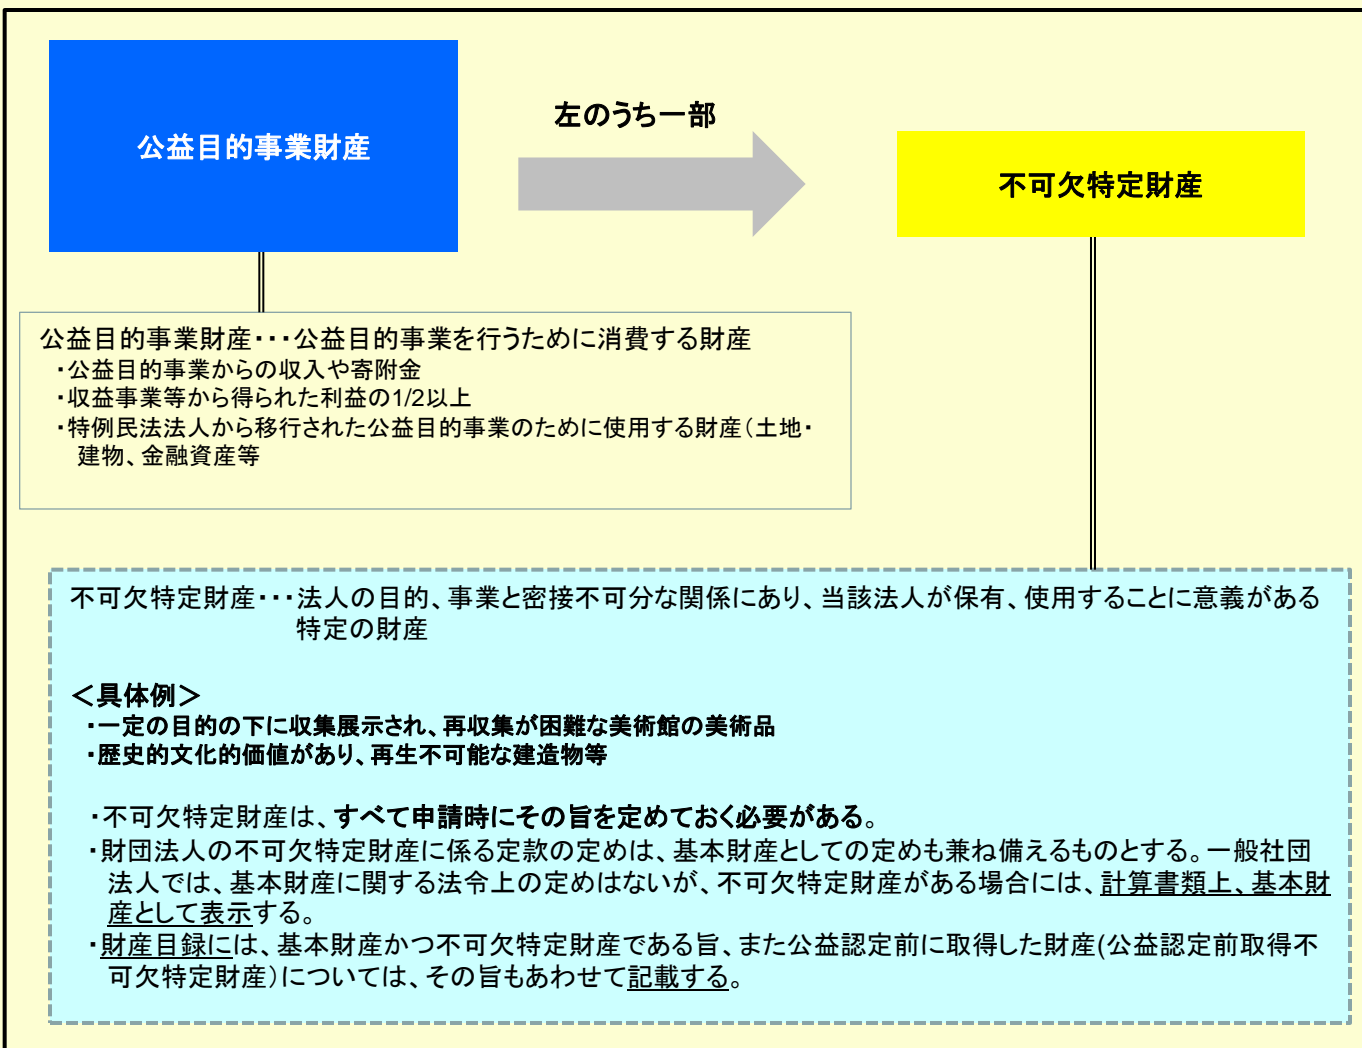 公益目的事業財産
左のうち一部
不可欠特定財産
公益目的事業財産・・・公益目的事業を行うために消費する財産
・公益目的事業からの収入や寄附金
・収益事業等から得られた利益の1/2以上
・特例民法法人から移行された公益目的事業のために使用する財産(土地・
建物、金融資産等
不可欠特定財産・・・法人の目的、事業と密接不可分な関係にあり、当該法人が保有、使用することに意義がある
特定の財産
＜具体例＞
・一定の目的の下に収集展示され、再収集が困難な美術館の美術品
・歴史的文化的価値があり、再生不可能な建造物等
・不可欠特定財産は、すべて申請時にその旨を定めておく必要がある。
・財団法人の不可欠特定財産に係る定款の定めは、基本財産としての定めも兼ね備えるものとする。一般社団
法人では、基本財産に関する法令上の定めはないが、不可欠特定財産がある場合には、計算書類上、基本財
産として表示する。
・財産目録には、基本財産かつ不可欠特定財産である旨、また公益認定前に取得した財産(公益認定前取得不
可欠特定財産)については、その旨もあわせて記載する。